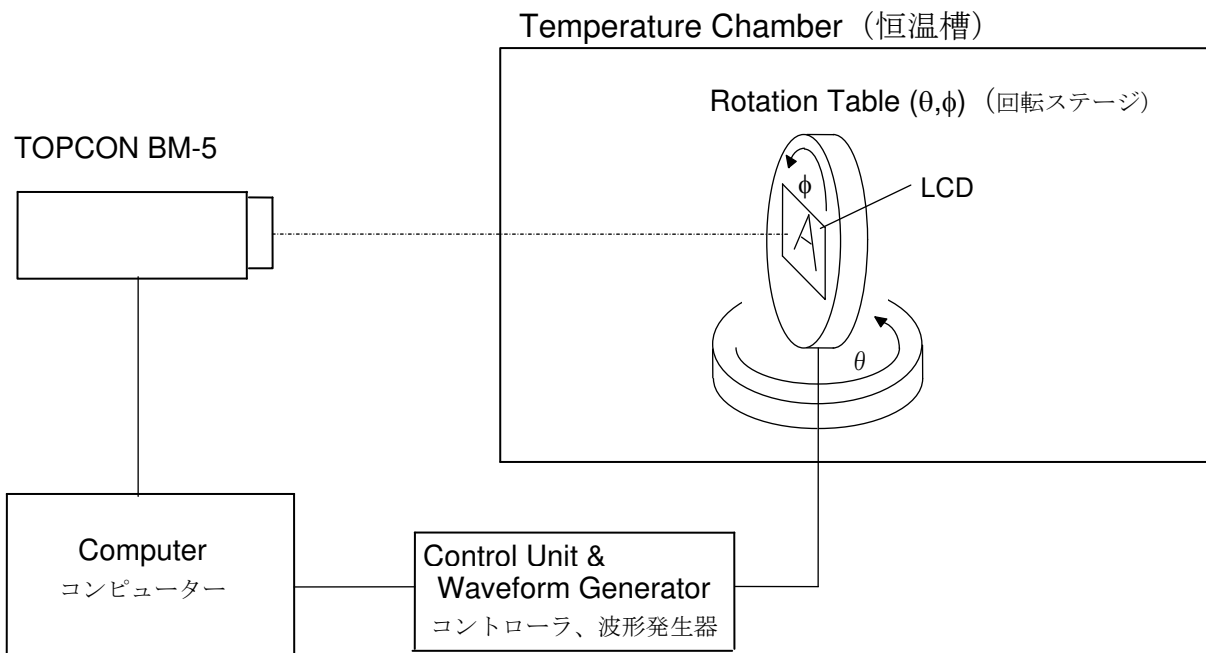 Temperature Chamber（恒温槽）
Rotation Table (θ,ϕ)（回転ステージ）
TOPCON BM-5
ϕ
LCD
A
θ
Computer
コンピューター
Control Unit &
Waveform Generator
コントローラ、波形発生器